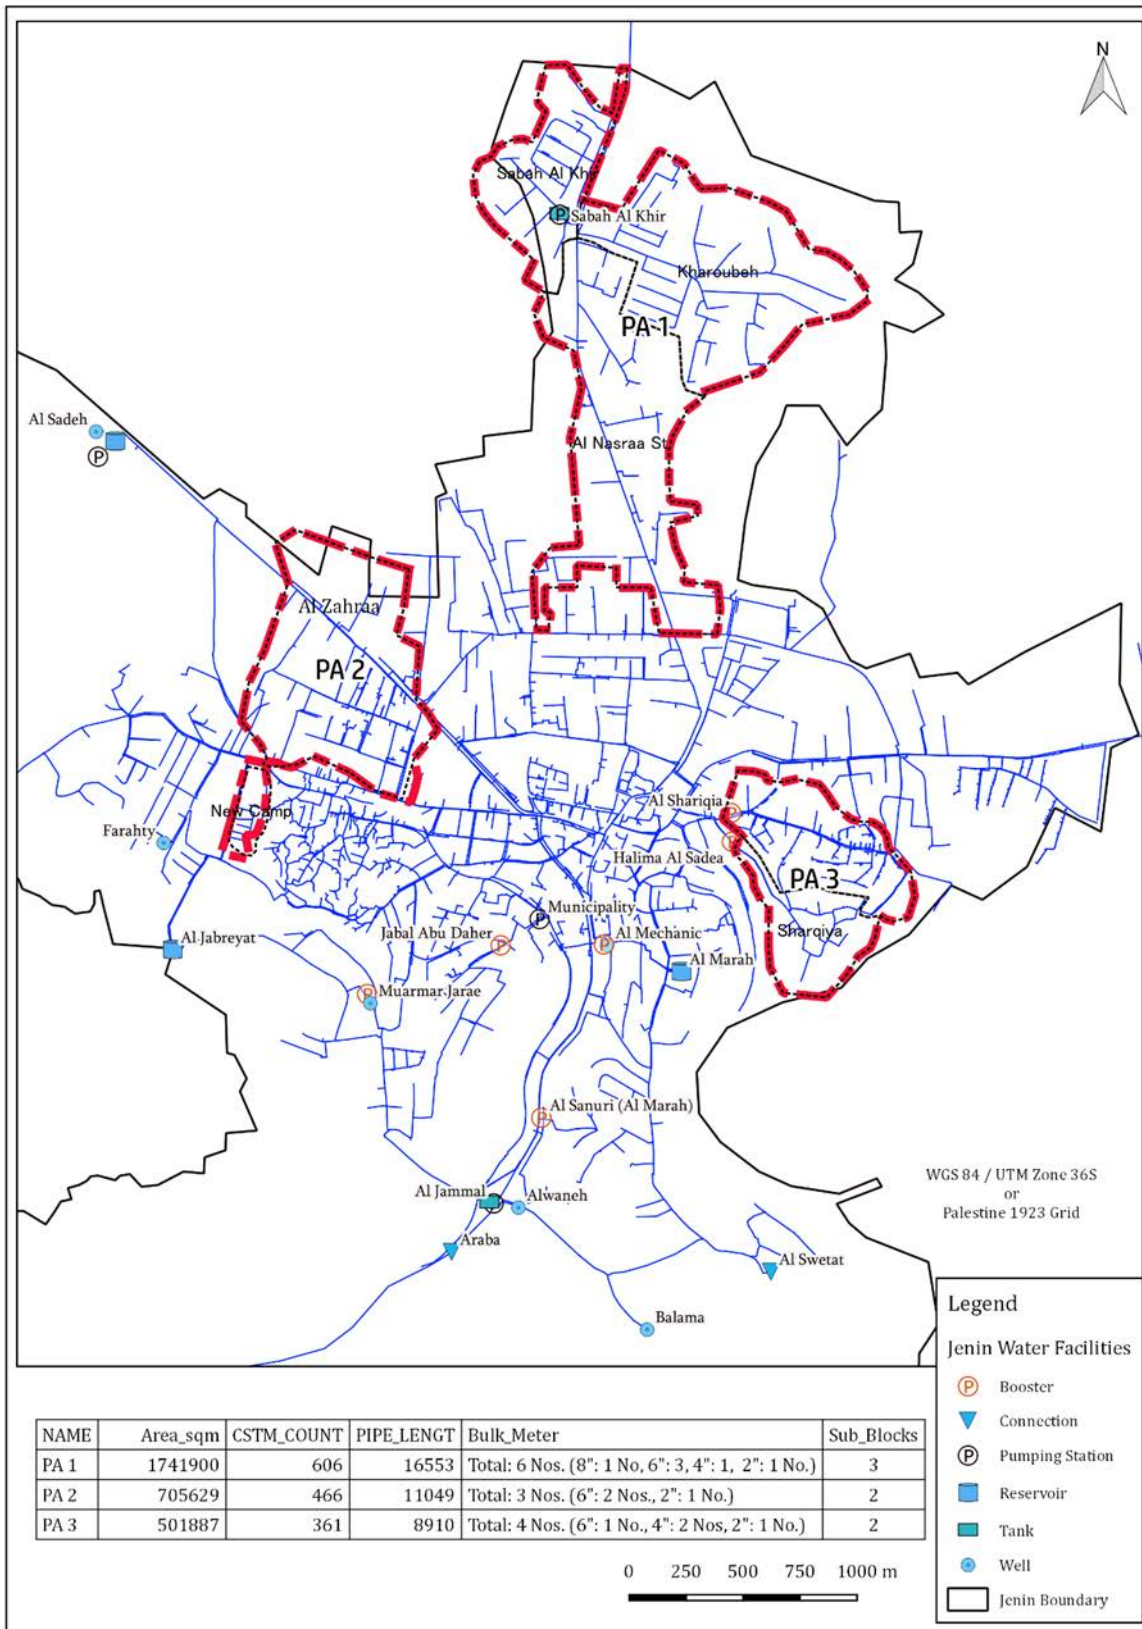 N
Sabah Al Khir
Sabah Al Khir
Kharoubeh
PA 1
Al Sadeh
Al Nasraa St.
Al Zahraa
PA 2
Al Shariqia
New Camp
Farahty
Halima Al Sadea
PA 3
Municipality
Sharqiya
Jabal Abu Daher
Al Mechanic
Al Jabreyat
Al Marah
Muarmar Jarae
Al Sanuri (Al Marah)
WGS 84 / UTM Zone 36S
or
Palestine 1923 Grid
Al Jammal
Alwaneh
Araba
Al Swetat
Balama
Legend
Jenin Water Facilities
Booster
Connection
Pumping Station
Reservoir
Tank
Well
Jenin Boundary
NAME Area_sqm CSTM_COUNT PIPE_LENGT Bulk_Meter Sub_Blocks
PA 1 1741900 606 16553 Total: 6 Nos. (8": 1 No, 6": 3, 4": 1, 2": 1 No.) 3
PA 2 705629 466 11049 Total: 3 Nos. (6": 2 Nos., 2": 1 No.) 2
PA 3 501887 361 8910 Total: 4 Nos. (6": 1 No., 4": 2 Nos, 2": 1 No.) 2
0 250 500 750 1000 m